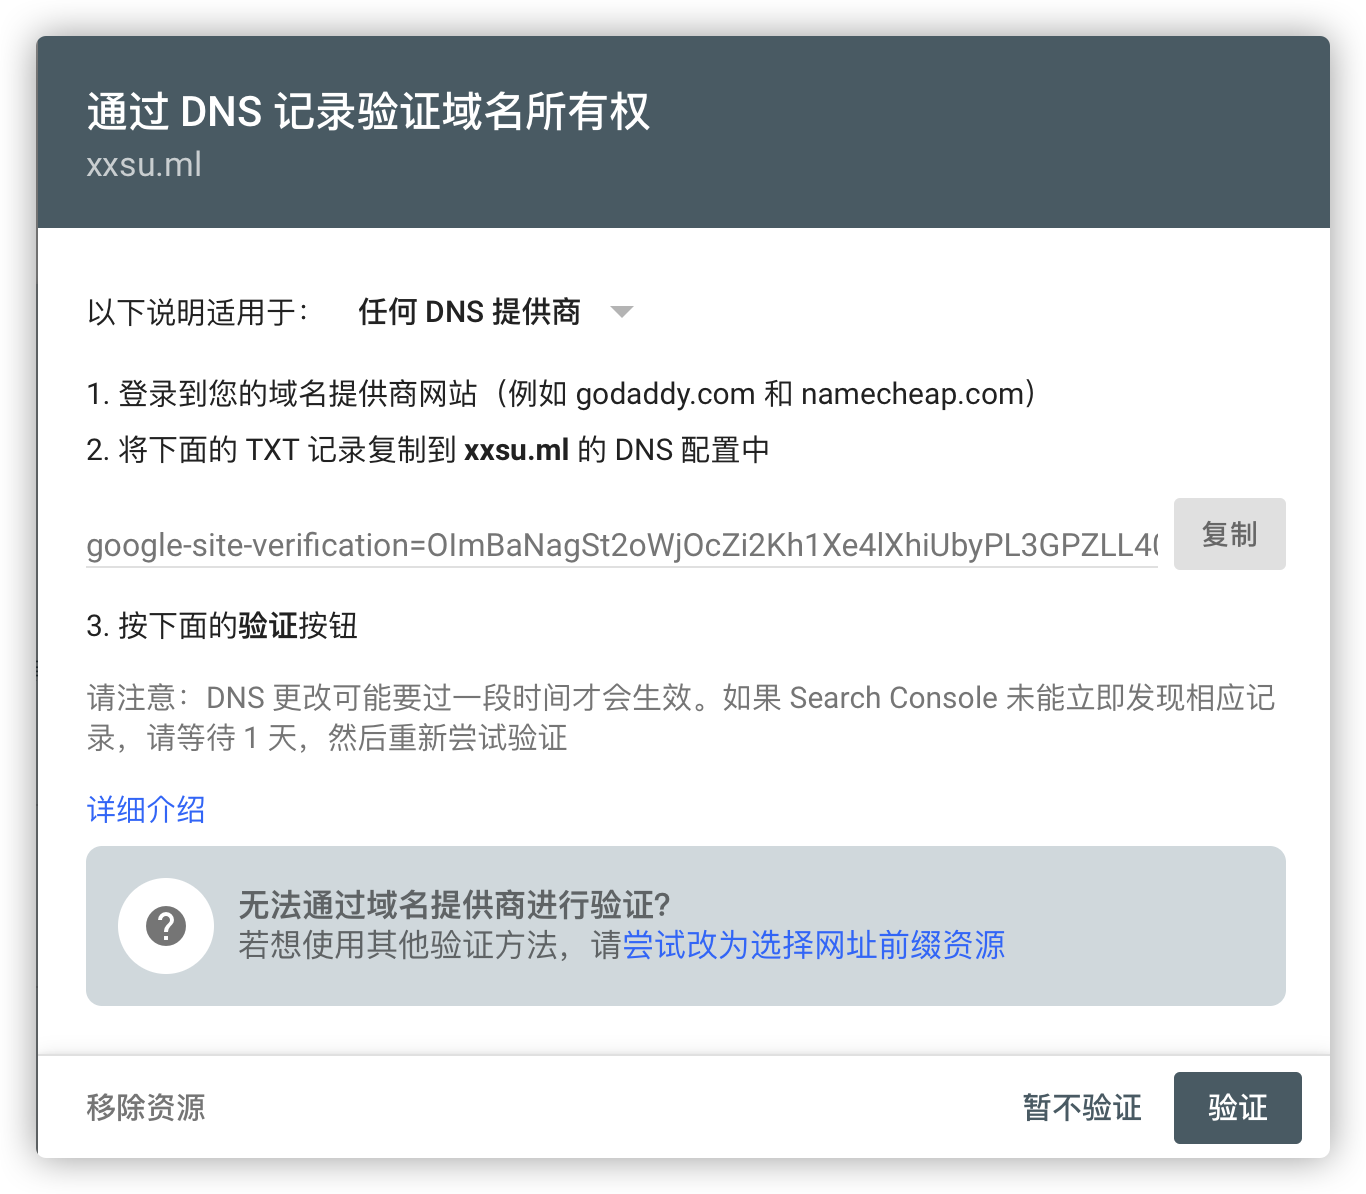 通过 DNS 记录验证域名所有权
xxsu.ml
以下说明适用于： 任何 DNS 提供商
1. 登录到您的域名提供商网站（例如 godaddy.com 和 namecheap.com）
2. 将下面的 TXT 记录复制到 xxsu.ml 的 DNS 配置中
google-site-verification=OImBaNagSt2oWjOcZi2Kh1Xe4lXhiUbyPL3GPZLL4
复制
3. 按下面的验证按钮
请注意：DNS 更改可能要过一段时间才会生效。如果 Search Console 未能立即发现相应记
录，请等待 1 天，然后重新尝试验证
详细介绍
无法通过域名提供商进行验证?
若想使用其他验证方法，请尝试改为选择网址前缀资源
移除资源 暂不验证 验证